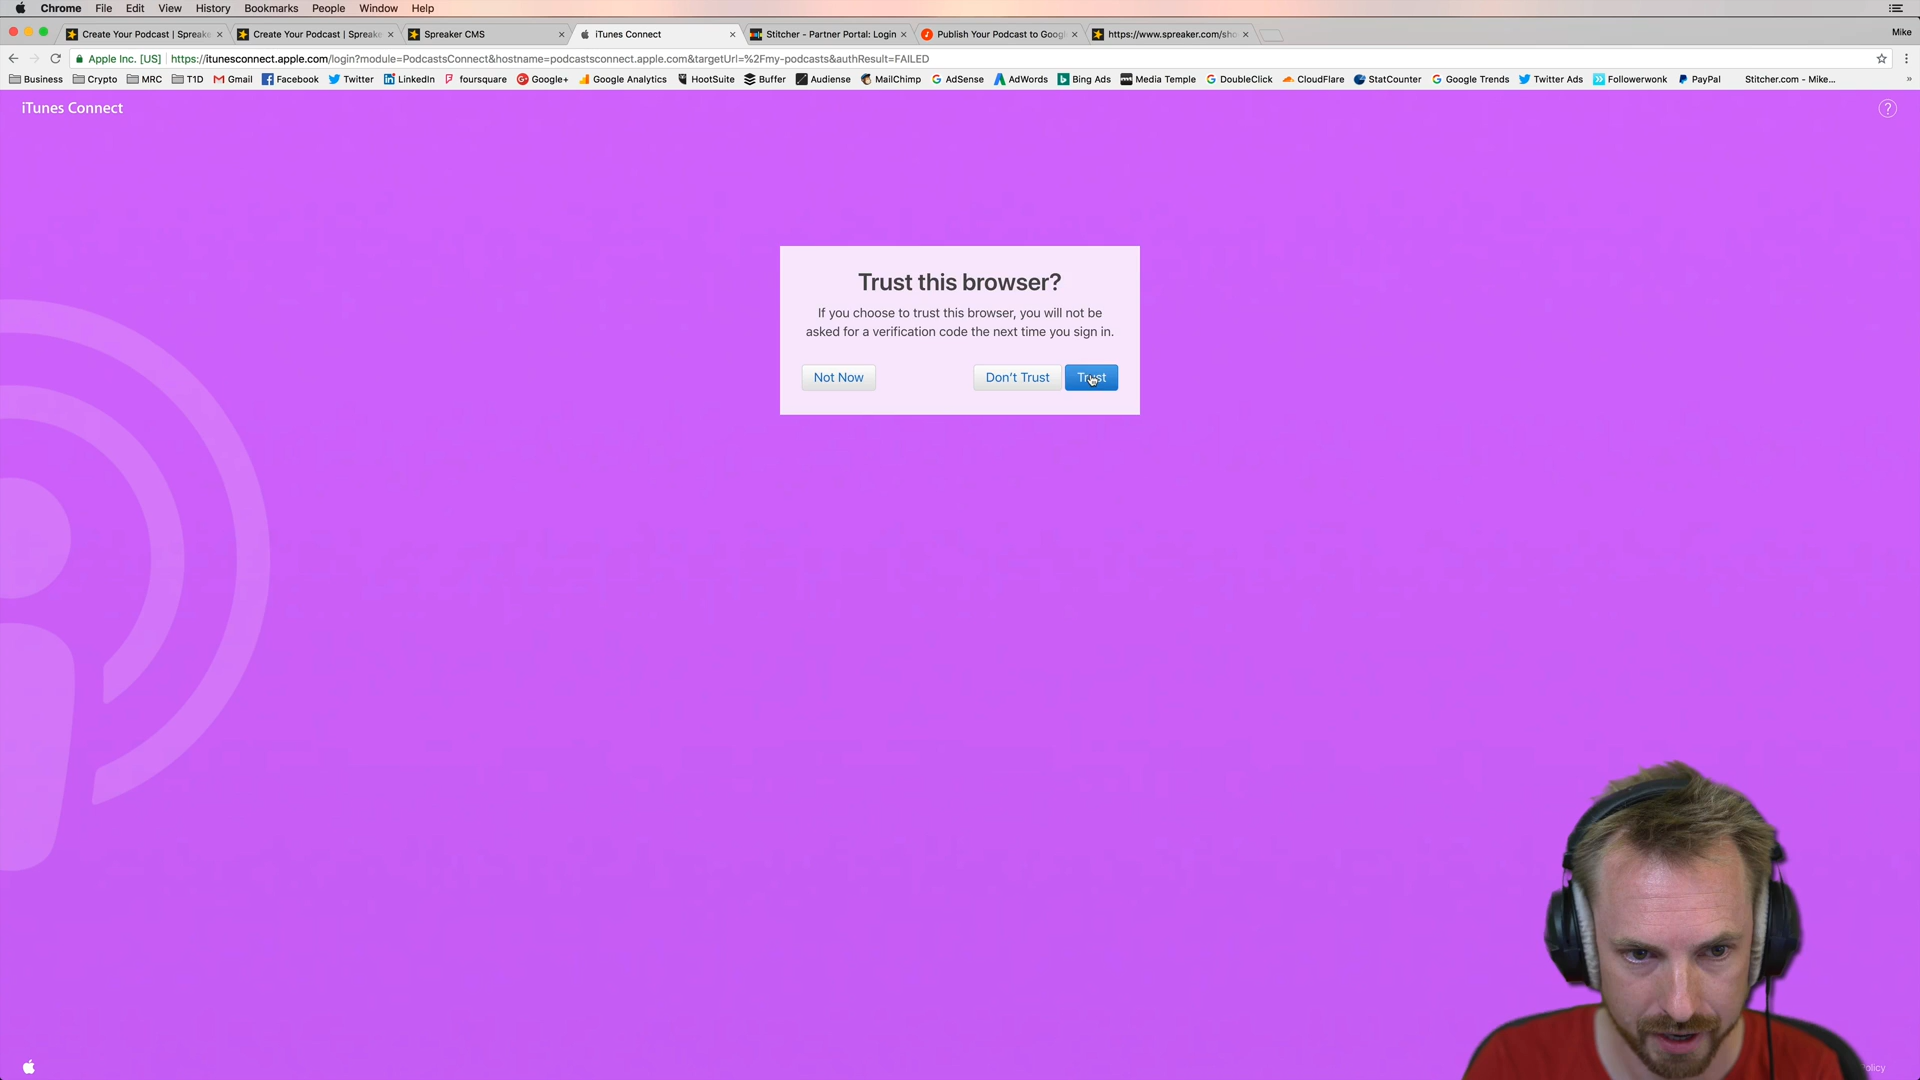 Chrome File Edit View History Bookmarks People Window Help
Create Your Podcast | Spreake Create Your Podcast | Spreake Spreaker CMS iTunes Connect Stitcher - Partner Portal: Login Publish Your Podcast to Googl https://www.spreaker.com/sho Mike
Apple Inc. [US] https://itunesconnect.apple.com/login?module=PodcastsConnect&hostname=podcastsconnect.apple.com&targetUrl=%2Fmy-podcasts&authResult=FAILED
Business Crypto MRC T1D Gmail Facebook Twitter LinkedIn foursquare Google+ Google Analytics HootSuite Buffer Audiense MailChimp AdSense AdWords Bing Ads Media Temple DoubleClick CloudFlare StatCounter Google Trends Twitter Ads Followerwonk PayPal Stitcher.com - Mike... »
iTunes Connect ?
Trust this browser?
If you choose to trust this browser, you will not be
asked for a verification code the next time you sign in.
Not Now Don't Trust Trust
olicy